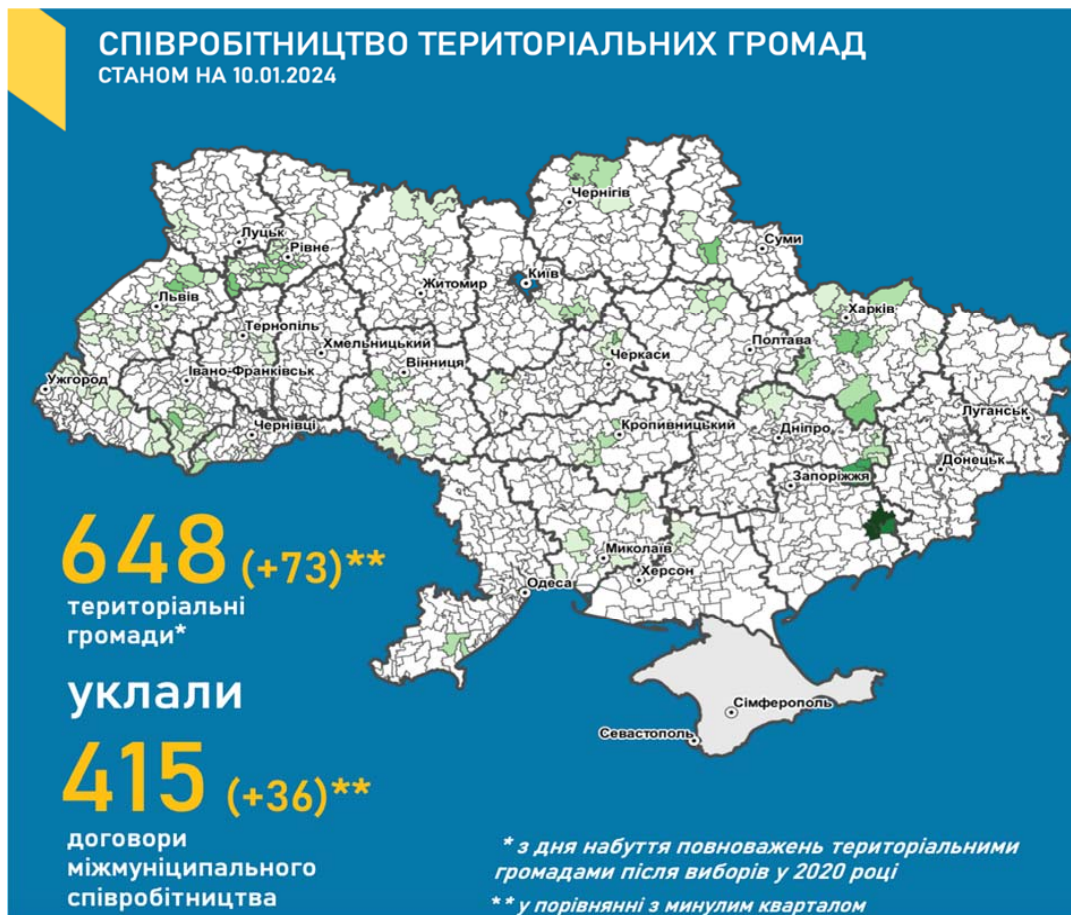 СПІВРОБІТНИЦТВО ТЕРИТОРІАЛЬНИХ ГРОМАД
СТАНОМ НА 10.01.2024
Чернігів
Луцьк
Рівне
Суми
Київ
Житомир
Львів
Харків
Тернопіль
Хмельницький
Полтава
Черкаси
Вінниця
Івано-Франківськ
Ужгород
Луганськ
Чернівці
Кропивницький
Дніпро
Донецьк
Запоріжжя
Миколаїв
Херсон
Одеса
Сімферополь
Севастополь
648 (+73)**
територіальні
громади*
уклали
415 (+36)**
договори
міжмуніципального
співробітництва
* з дня набуття повноважень територіальними
громадами після виборів у 2020 році
** у порівнянні з минулим кварталом